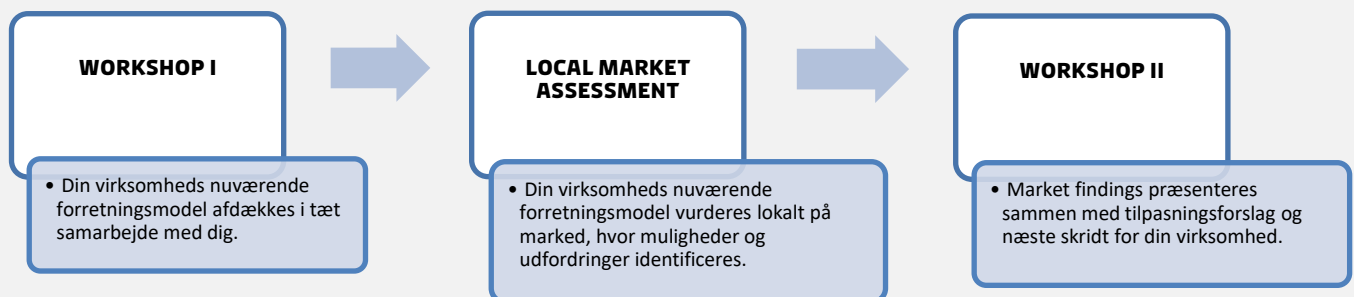 WORKSHOP I
• Din virksomheds nuværende
forretningsmodel afdækkes i tæt
samarbejde med dig.
LOCAL MARKET
ASSESSMENT
• Din virksomheds nuværende
forretningsmodel vurderes lokalt på
marked, hvor muligheder og
udfordringer identificeres.
WORKSHOP II
• Market findings præsenteres
sammen med tilpasningsforslag og
næste skridt for din virksomhed.